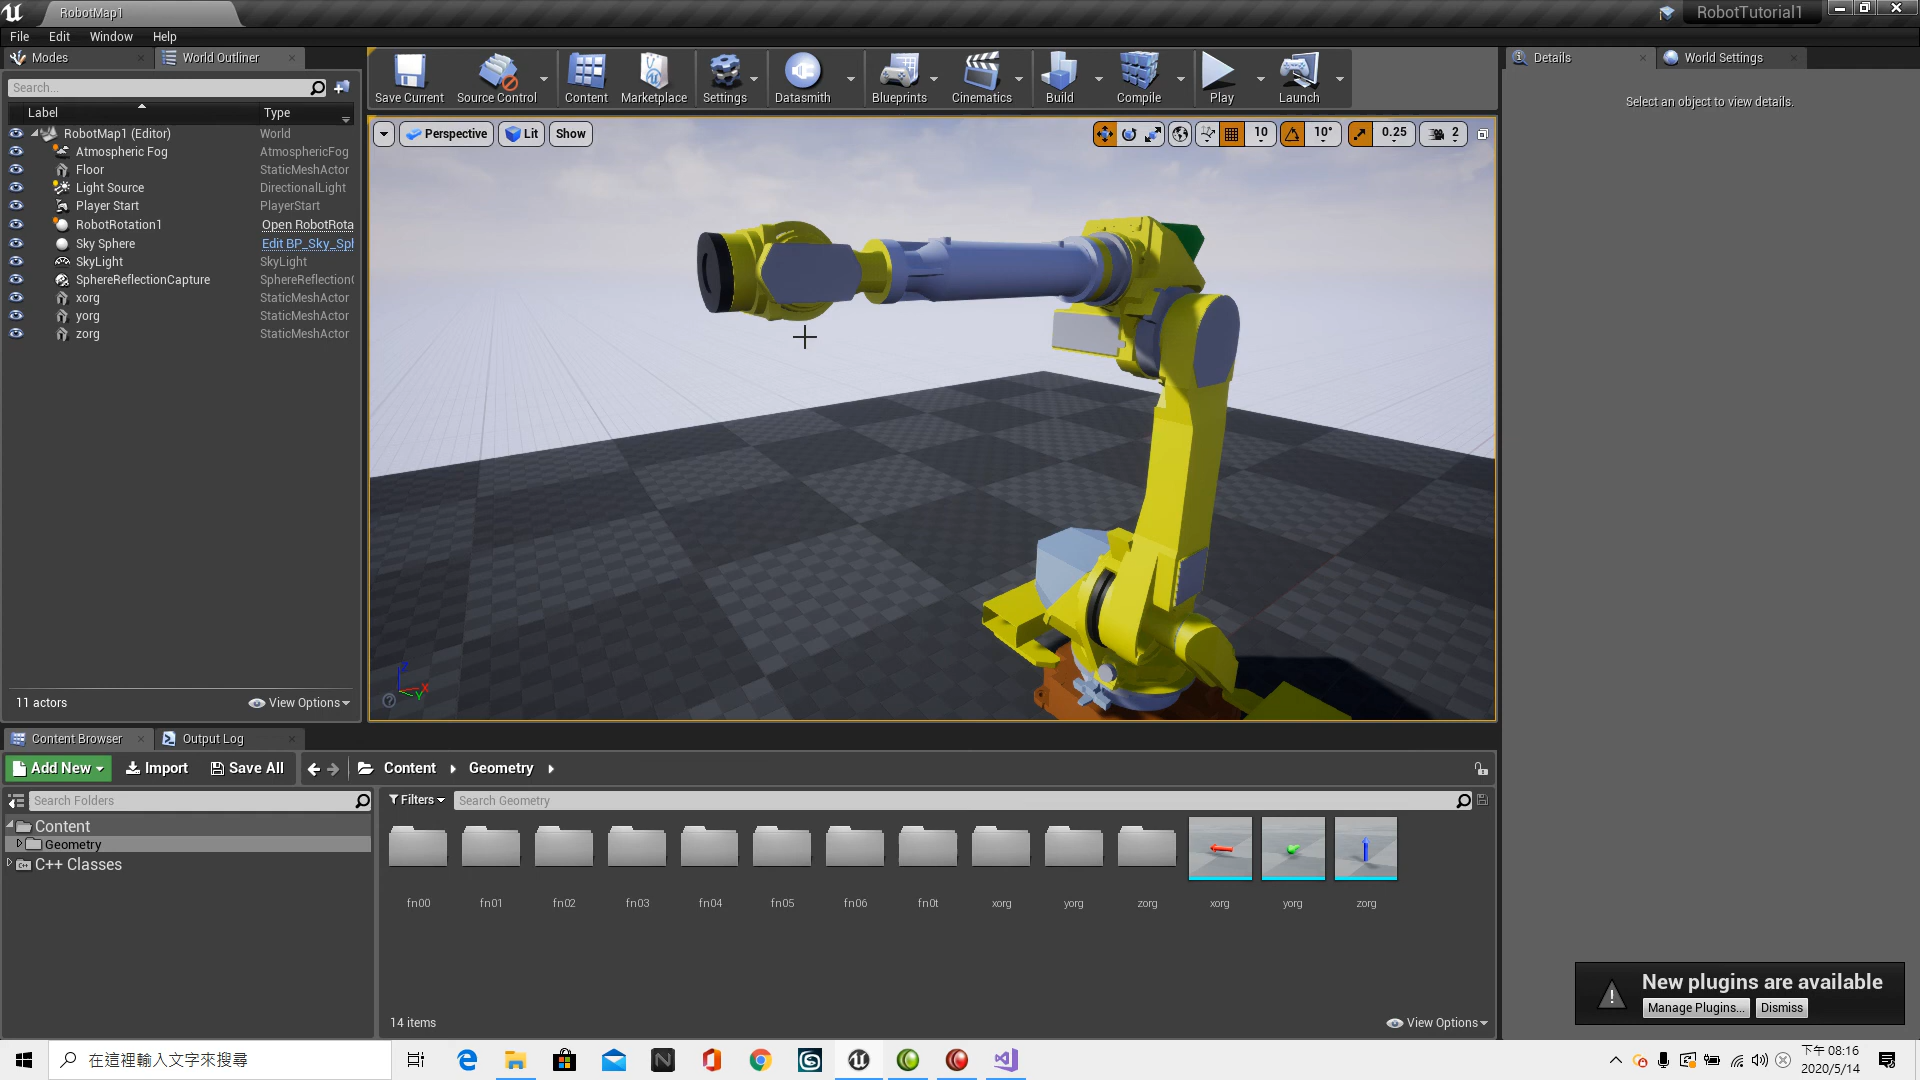 RobotMap1
RobotTutorial1
File Edit Window Help
Modes
World Outliner
Search...
Label Type
RobotMap1 (Editor) World
Atmospheric Fog AtmosphericFog
Floor StaticMeshActor
Light Source DirectionalLight
Player Start PlayerStart
RobotRotation1 Open RobotRota
Sky Sphere Edit BP_Sky_Sph
SkyLight SkyLight
SphereReflectionCapture SphereReflectionC
xorg StaticMeshActor
yorg StaticMeshActor
zorg StaticMeshActor
11 actors
View Options
Save Current
Source Control
Content
Marketplace
Settings
Datasmith
Blueprints
Cinematics
Build
Compile
Play
Launch
Perspective
Lit
Show
10
10°
0.25
2
Z
X
Y
Details
World Settings
Select an object to view details.
Content Browser
Output Log
Add New
Import
Save All
Content
Geometry
Search Folders
Content
Geometry
C++ Classes
Filters
Search Geometry
fn00
fn01
fn02
fn03
fn04
fn05
fn06
fn0t
xorg
yorg
zorg
xorg
yorg
zorg
14 items
View Options
New plugins are available
Manage Plugins...
Dismiss
在這裡輸入文字來搜尋
下午 08:16
2020/5/14